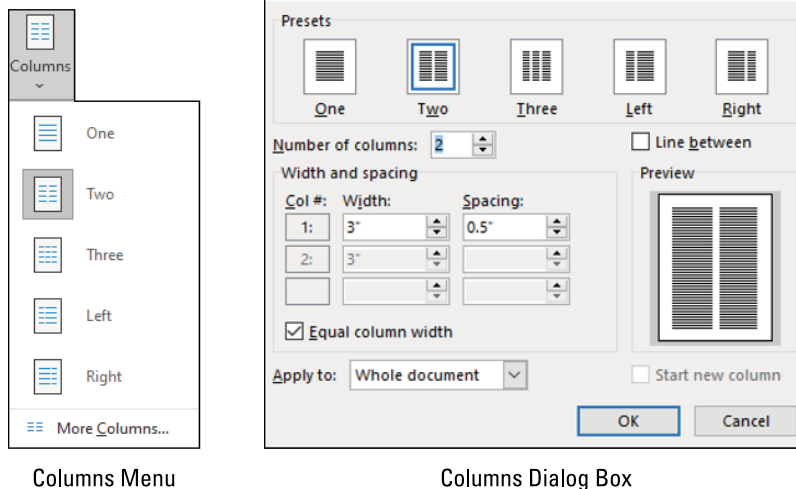 Columns
One
Two
Three
Left
Right
More Columns...
Columns Menu
Presets
One Two Three Left Right
Number of columns: 2
Line between
Width and spacing
Preview
Col #: Width: Spacing:
1: 3" 0.5"
2: 3"
Equal column width
Apply to: Whole document
Start new column
OK Cancel
Columns Dialog Box